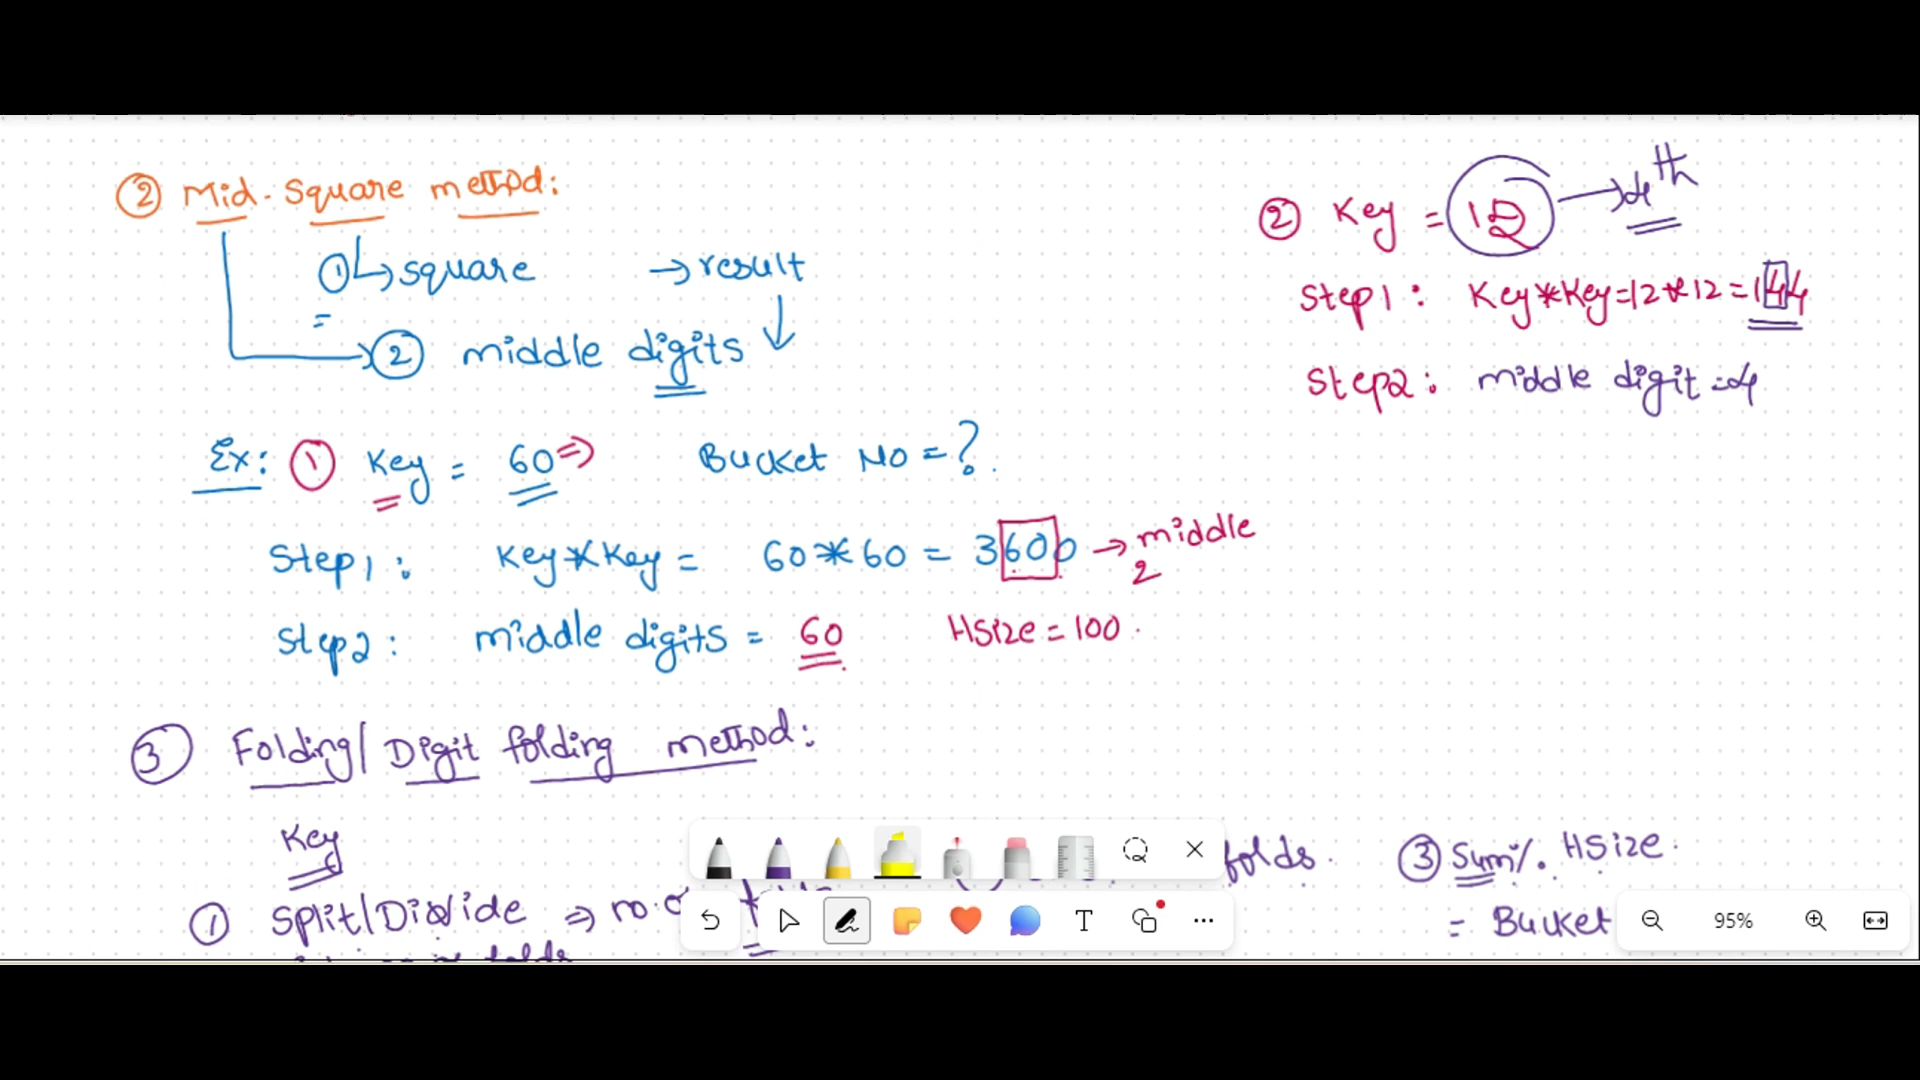 ② Mid-Square method:
① ↳ square → result
② middle digits
Ex: ① Key = 60 ⇒ Bucket No = ?
Step1: Key*Key = 60*60 = 3600 → middle 2
Step2: middle digits = 60 Hsize = 100.
② Key = 12 → 4th
Step1: Key*Key=12*12=144
Step2: middle digit = 4
③ Folding/Digit folding method:
Key
① Split/Divide ⇒ no.o
folds.
③ Sum % HSize.
= Bucket
T
95%